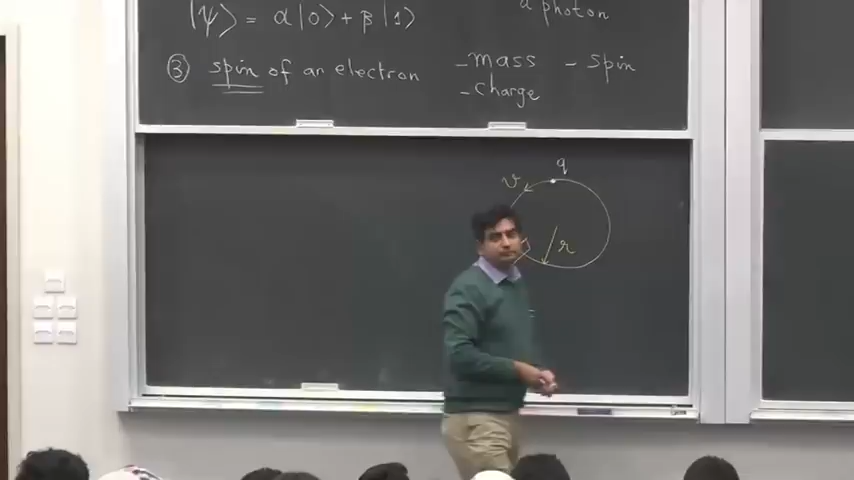 |ψ⟩ = α|0⟩ + β|1⟩
a photon
③ spin of an electron
- mass - spin
- charge
q
v
r